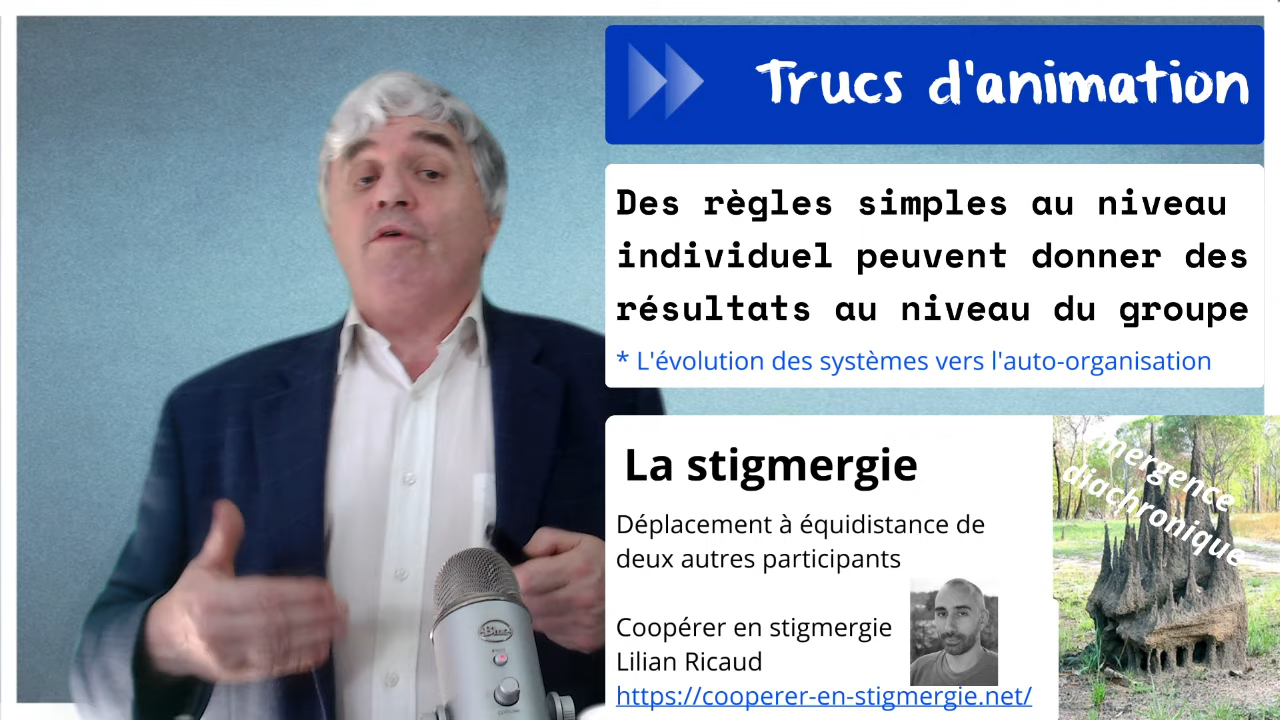 Trucs d'animation
Des règles simples au niveau
individuel peuvent donner des
résultats au niveau du groupe
* L'évolution des systèmes vers l'auto-organisation
La stigmergie
Déplacement à équidistance de
deux autres participants
Coopérer en stigmergie
Lilian Ricaud
https://cooperer-en-stigmergie.net/
émergence
diachronique
Blue